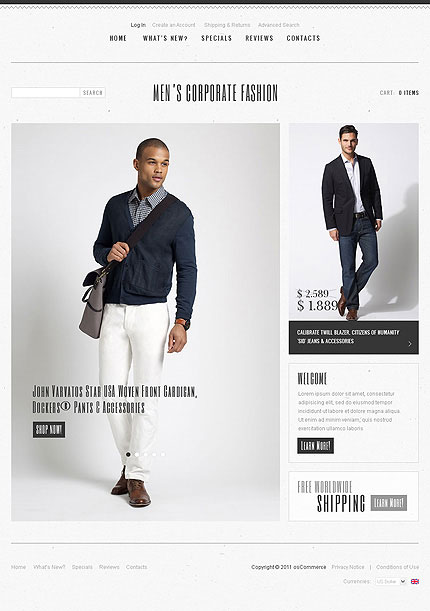 Log In Create an Account Shipping & Returns Advanced Search
HOME WHAT'S NEW? SPECIALS REVIEWS CONTACTS
SEARCH
MEN'S CORPORATE FASHION
CART: 0 ITEMS
John Varvatos Star USA Woven Front Cardigan,
Dockers® Pants & Accessories
SHOP NOW!
$ 2.589
$ 1.889
CALIBRATE TWILL BLAZER, CITIZENS OF HUMANITY
'SID' JEANS & ACCESSORIES
WELCOME
Lorem ipsum dolor sit amet, consectetur
adipisicing elit, sed do eiusmod tempor
incididunt ut labore et dolore magna aliqua.
Ut enim ad minim veniam, quis nostrud
exercitation ullamco laboris
Learn More!
FREE WORLDWIDE
SHIPPING
Learn More!
Home What's New? Specials Reviews Contacts
Copyright © 2011 osCommerce Privacy Notice | Conditions of Use
Currencies: US Dollar